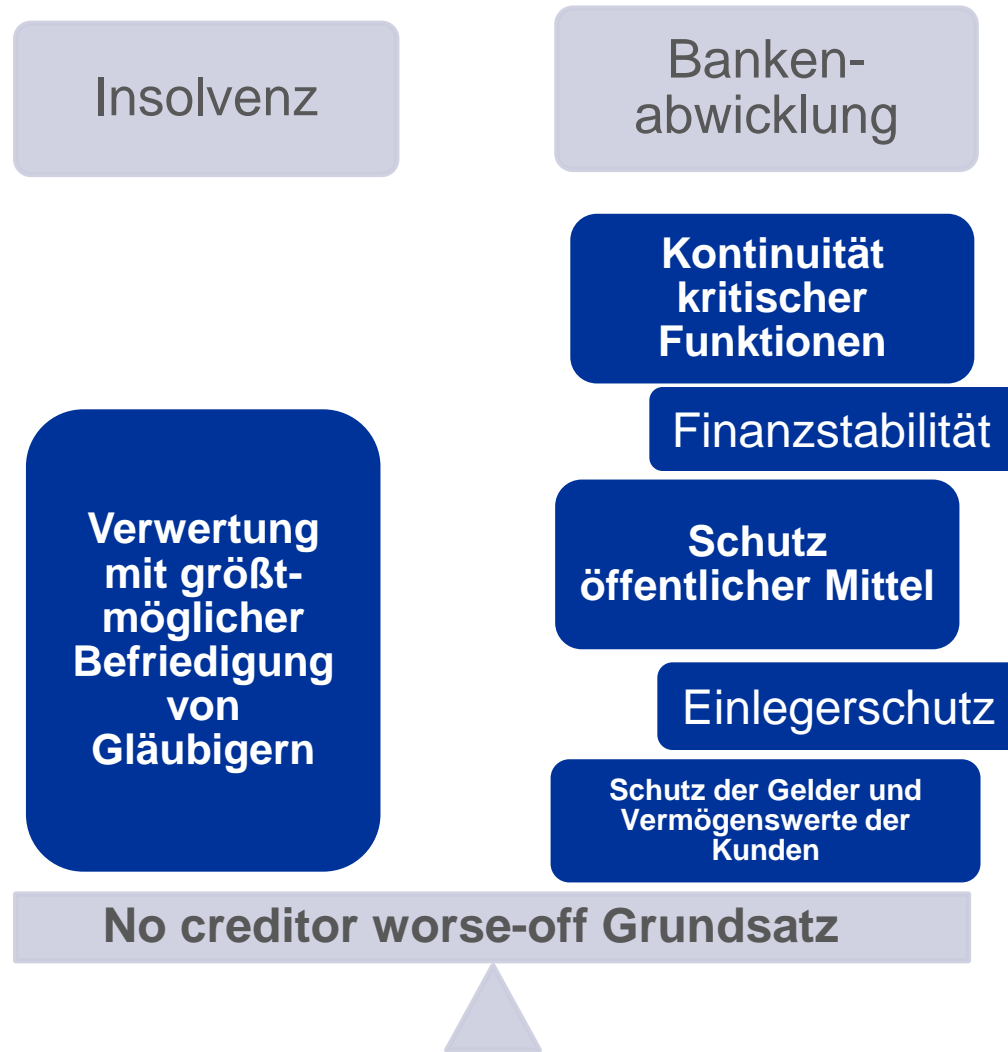 Insolvenz
Banken-
abwicklung
Kontinuität
kritischer
Funktionen
Finanzstabilität
Verwertung
mit größt-
möglicher
Befriedigung
von
Gläubigern
Schutz
öffentlicher Mittel
Einlegerschutz
Schutz der Gelder und
Vermögenswerte der
Kunden
No creditor worse-off Grundsatz